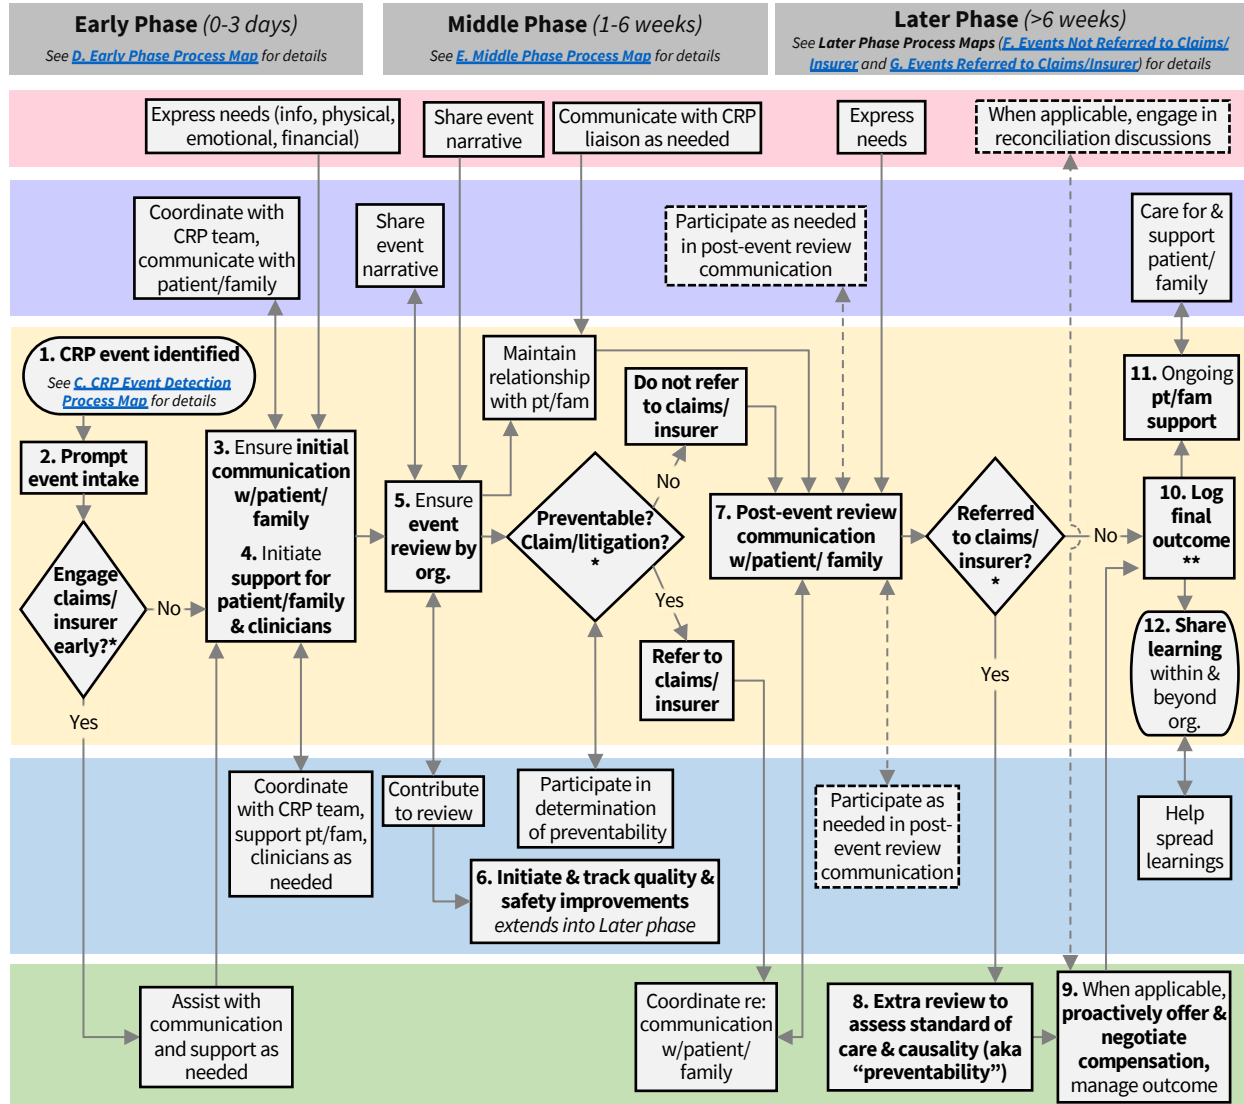 Early Phase (0-3 days)
See D. Early Phase Process Map for details
Middle Phase (1-6 weeks)
See E. Middle Phase Process Map for details
Later Phase (>6 weeks)
See Later Phase Process Maps (F. Events Not Referred to Claims/
Insurer and G. Events Referred to Claims/Insurer) for details
Express needs (info, physical,
emotional, financial)
Share event
narrative
Communicate with CRP
liaison as needed
Express
needs
When applicable, engage in
reconciliation discussions
Coordinate with
CRP team,
communicate with
patient/family
Share
event
narrative
Participate as needed
in post-event review
communication
Care for &
support
patient/
family
1. CRP event identified
See C. CRP Event Detection
Process Map for details
2. Prompt
event intake
Engage
claims/
insurer
early?*
No
Yes
3. Ensure initial
communication
w/patient/
family
4. Initiate
support for
patient/family
& clinicians
5. Ensure
event
review by
org.
Maintain
relationship
with pt/fam
Preventable?
Claim/litigation?
*
No
Yes
Do not refer
to claims/
insurer
Refer to
claims/
insurer
7. Post-event review
communication
w/patient/ family
Referred
to claims/
insurer?
*
No
Yes
11. Ongoing
pt/fam
support
10. Log
final
outcome
**
12. Share
learning
within &
beyond
org.
Coordinate
with CRP team,
support pt/fam,
clinicians as
needed
Contribute
to review
Participate in
determination
of preventability
6. Initiate & track quality &
safety improvements
extends into Later phase
Participate as
needed in post-
event review
communication
Help
spread
learnings
Assist with
communication
and support as
needed
Coordinate re:
communication
w/patient/
family
8. Extra review to
assess standard of
care & causality (aka
“preventability”)
9. When applicable,
proactively offer &
negotiate
compensation,
manage outcome